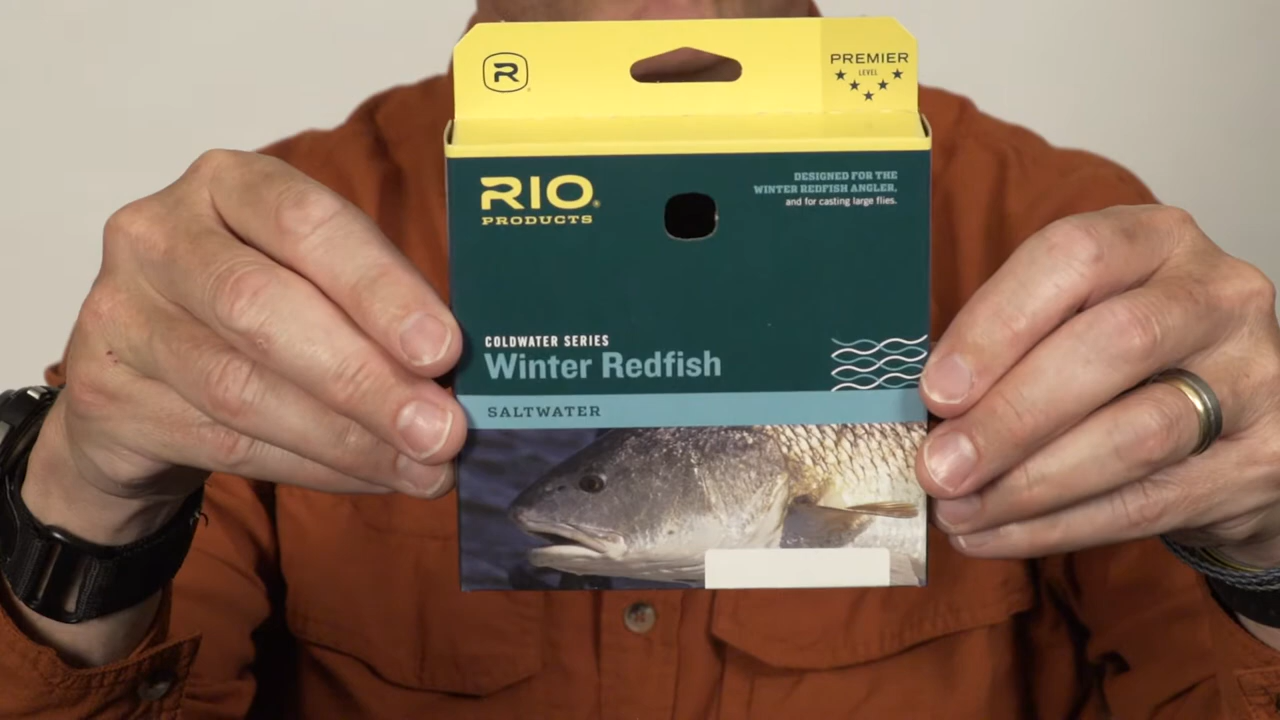 R
PREMIER
LEVEL
RIO
PRODUCTS
DESIGNED FOR THE
WINTER REDFISH ANGLER,
and for casting large flies.
COLDWATER SERIES
Winter Redfish
SALTWATER